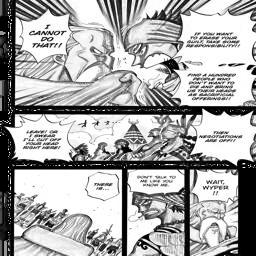 I
CANNOT
DO
THAT!!
IF YOU WANT
TO ERASE YOUR
GUILT, TAKE SOME
RESPONSIBILITY!!
FIND A HUNDRED
PEOPLE WHO
DON'T WANT TO
DIE AND BRING
US THEIR HEADS
AS SACRIFICIAL
OFFERINGS!!
LEAVE! OR
I SWEAR
I'LL CUT OFF
YOUR HEAD
RIGHT HERE!
THEN
NEGOTIATIONS
ARE OFF!!
THERE
IS...
DON'T TALK TO
ME LIKE YOU
KNOW ME.
WAIT,
WYPER
!!